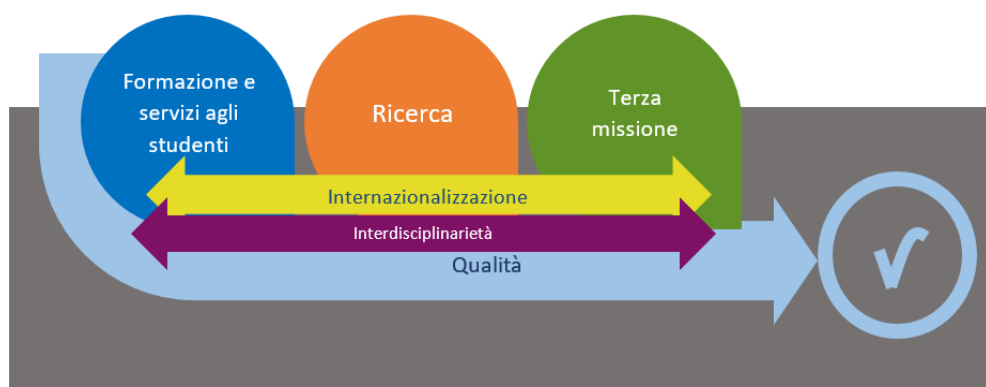 Formazione e
servizi agli
studenti
Ricerca
Terza
missione
Internazionalizzazione
Interdisciplinarietà
Qualità